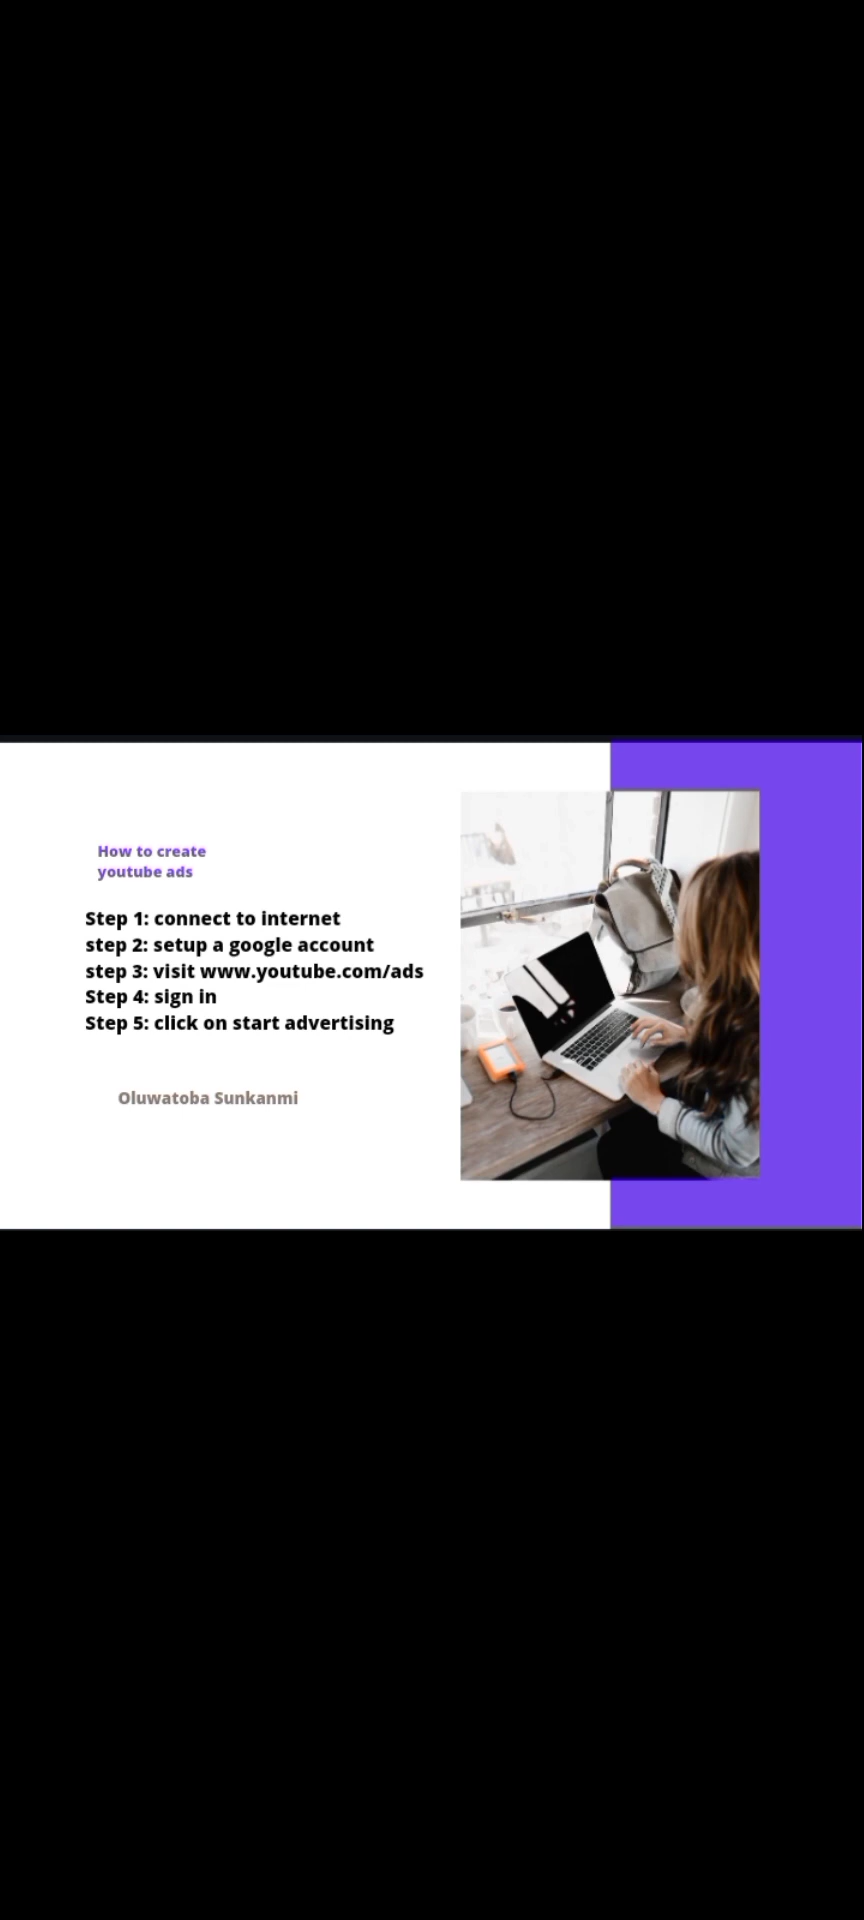 How to create
youtube ads
Step 1: connect to internet
step 2: setup a google account
step 3: visit www.youtube.com/ads
Step 4: sign in
Step 5: click on start advertising
Oluwatoba Sunkanmi